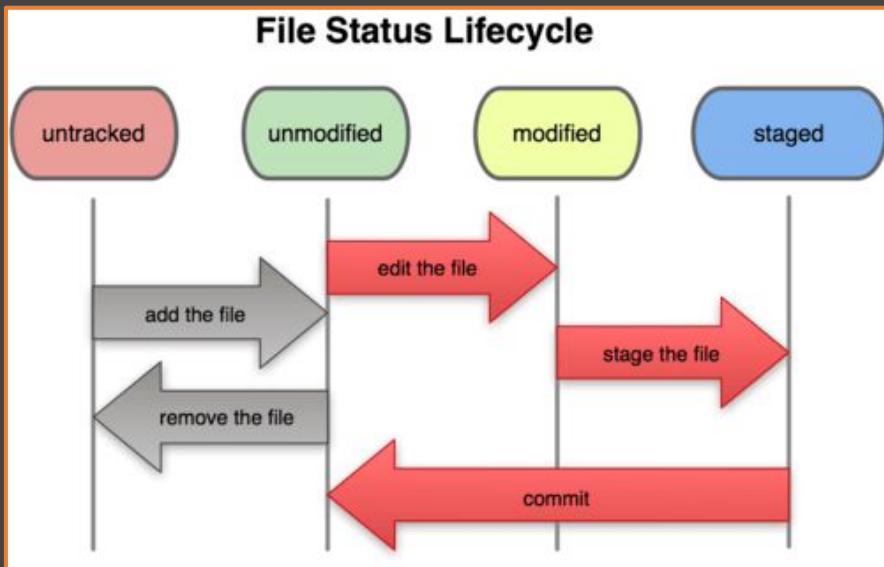 File Status Lifecycle
untracked
unmodified
modified
staged
edit the file
add the file
stage the file
remove the file
commit